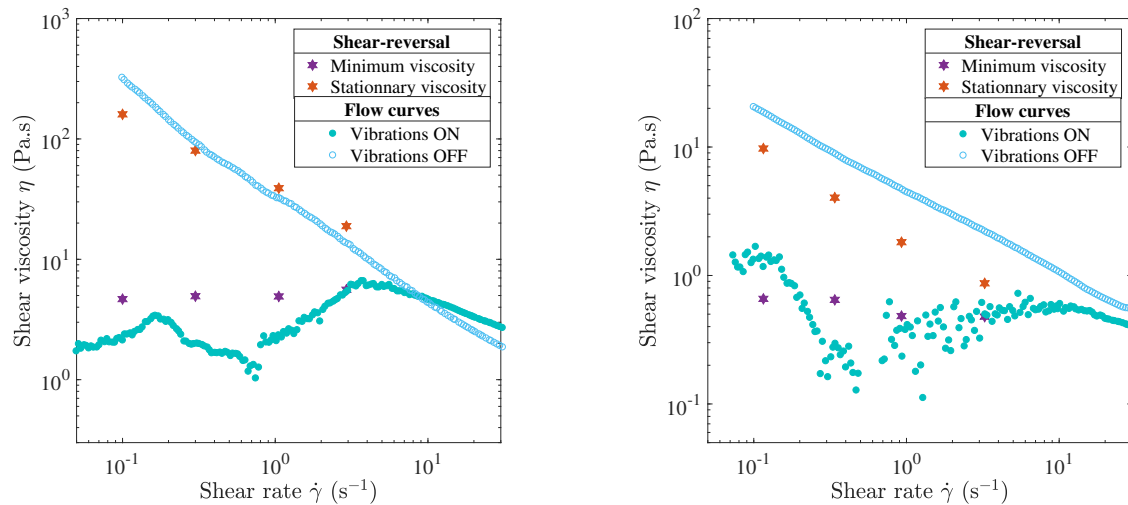 10^3
10^2
10^1
10^0
Shear viscosity η (Pa.s)
10^-1
10^0
10^1
Shear rate γ̇ (s^−1)
Shear-reversal
Minimum viscosity
Stationnary viscosity
Flow curves
Vibrations ON
Vibrations OFF
10^2
10^1
10^0
10^-1
Shear viscosity η (Pa.s)
10^-1
10^0
10^1
Shear rate γ̇ (s^−1)
Shear-reversal
Minimum viscosity
Stationnary viscosity
Flow curves
Vibrations ON
Vibrations OFF